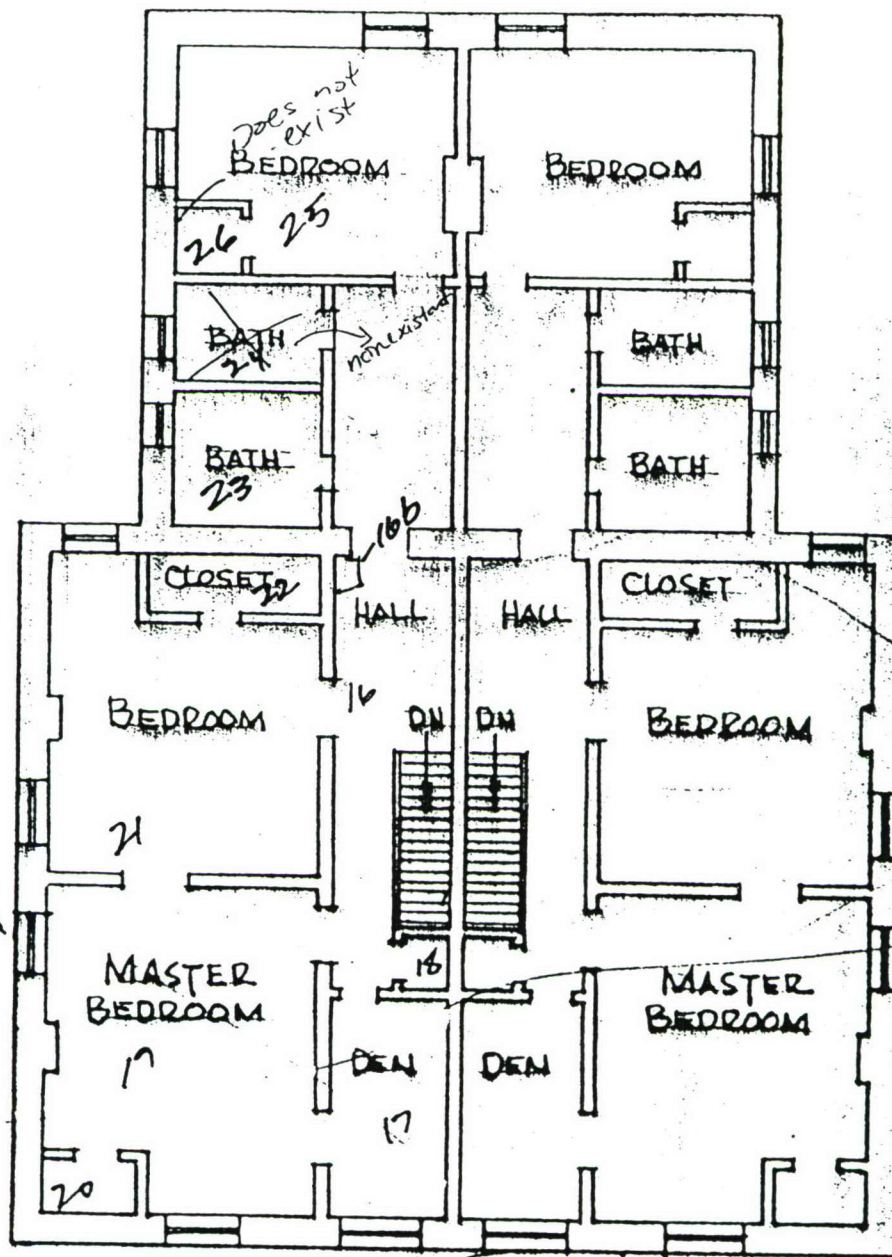 Does not
exist
BEDROOM
BEDROOM
26
25
BATH
24
nonexistant
BATH
BATH
23
BATH
16b
CLOSET
22
HALL
HALL
CLOSET
16
BEDROOM
DN
DN
BEDROOM
21
18
MASTER
BEDROOM
MASTER
BEDROOM
DEN
DEN
17
20